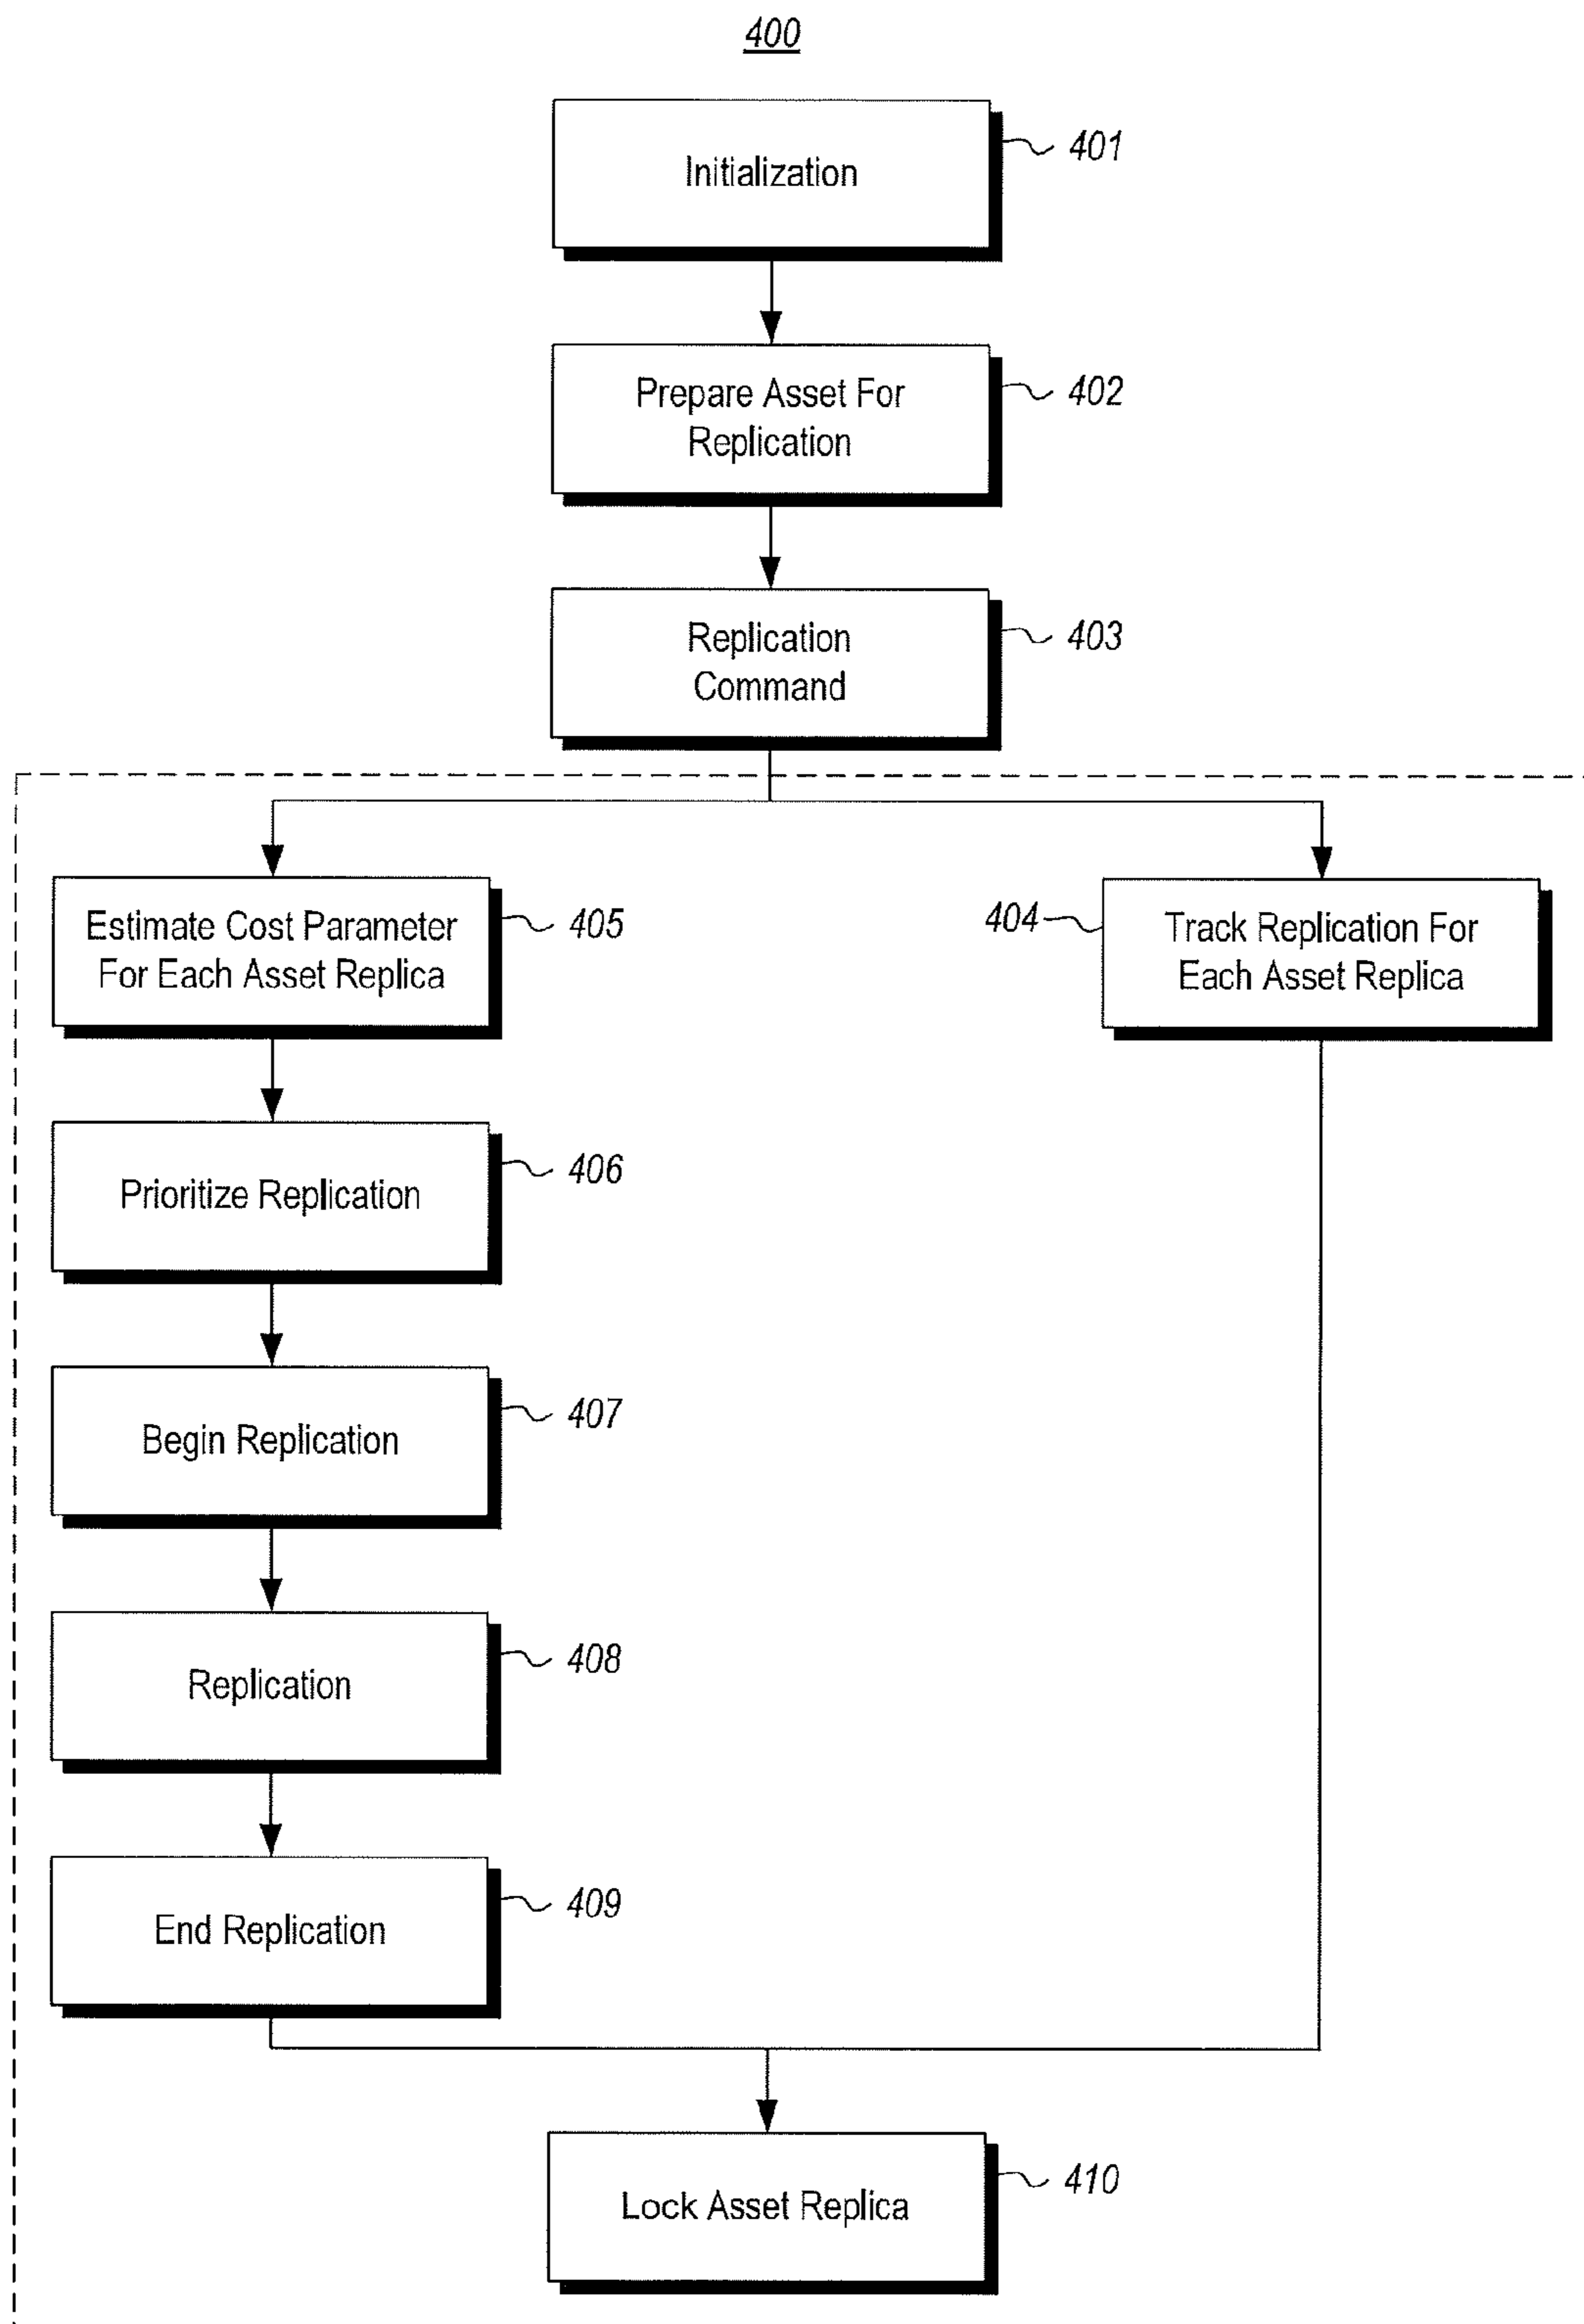 400
Initialization
401
Prepare Asset For
Replication
402
Replication
Command
403
Estimate Cost Parameter
For Each Asset Replica
405
404
Track Replication For
Each Asset Replica
Prioritize Replication
406
Begin Replication
407
Replication
408
End Replication
409
Lock Asset Replica
410